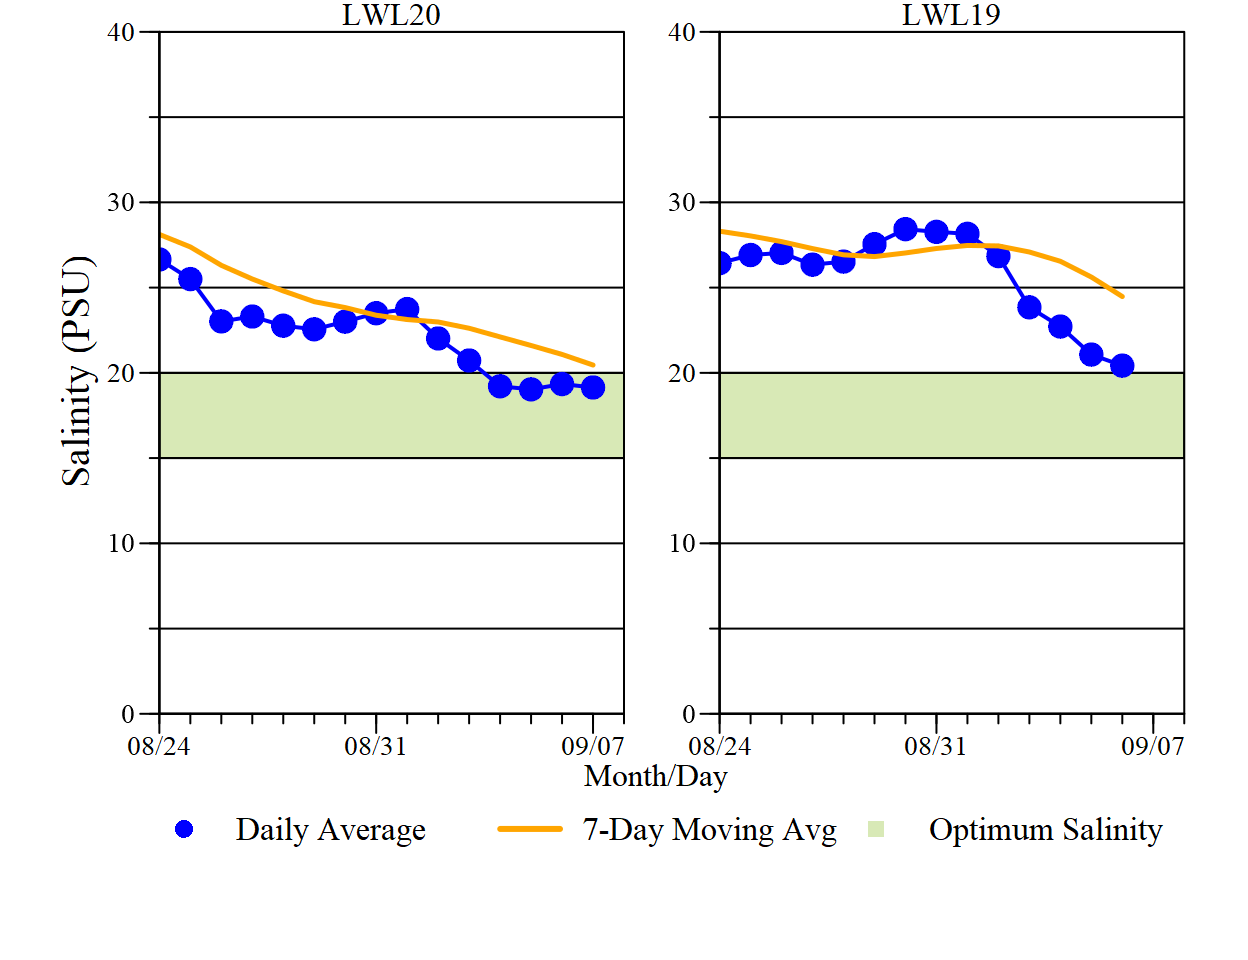 LWL20 LWL19
40 40
30 30
20 20
10 10
0 0
Salinity (PSU)
08/24 08/31 09/07 08/24 08/31 09/07
Month/Day
Daily Average 7-Day Moving Avg Optimum Salinity